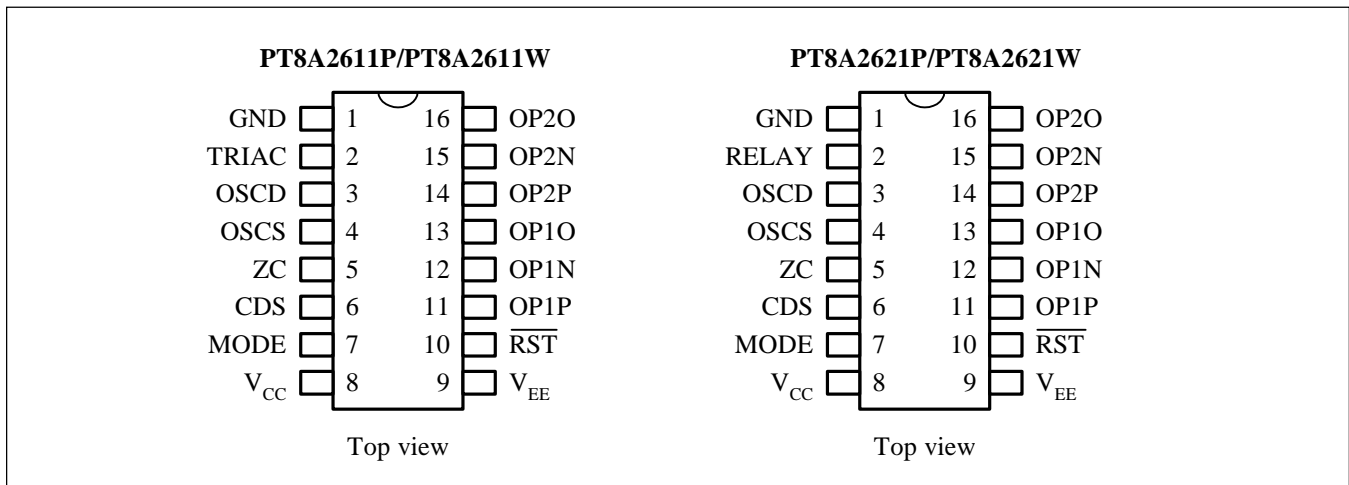 PT8A2611P/PT8A2611W
GND 1 16 OP2O
TRIAC 2 15 OP2N
OSCD 3 14 OP2P
OSCS 4 13 OP1O
ZC 5 12 OP1N
CDS 6 11 OP1P
MODE 7 10 RST
VCC 8 9 VEE
Top view
PT8A2621P/PT8A2621W
GND 1 16 OP2O
RELAY 2 15 OP2N
OSCD 3 14 OP2P
OSCS 4 13 OP1O
ZC 5 12 OP1N
CDS 6 11 OP1P
MODE 7 10 RST
VCC 8 9 VEE
Top view